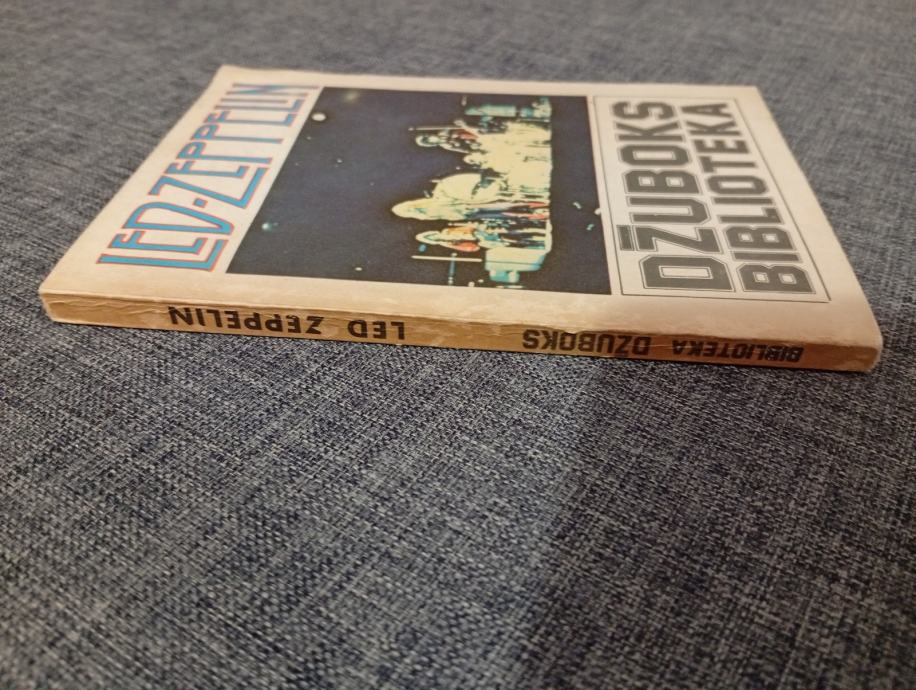 LED-ZEPPELIN
DŽUBOKS
BIBLIOTEKA
BIBLIOTEKA DŽUBOKS LED ZEPPELIN